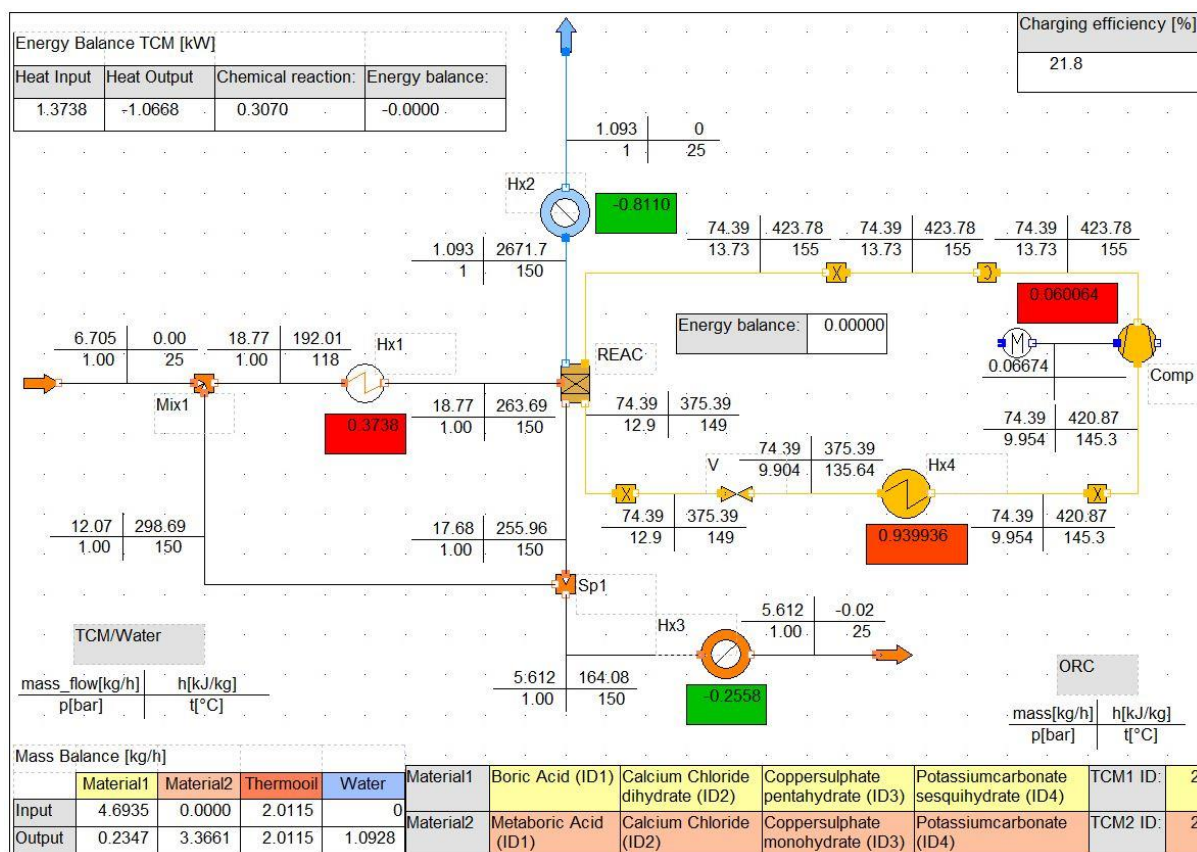 Energy Balance TCM [kW]
Heat Input Heat Output Chemical reaction: Energy balance:
1.3738 -1.0668 0.3070 -0.0000
Charging efficiency [%]
21.8
1.093 0
1 25
Hx2
-0.8110
1.093 2671.7
1 150
74.39 423.78
13.73 155
74.39 423.78
13.73 155
74.39 423.78
13.73 155
0.060064
Energy balance: 0.00000
M
0.06674
Comp
6.705 0.00
1.00 25
18.77 192.01
1.00 118
Hx1
REAC
Mix1
0.3738
18.77 263.69
1.00 150
74.39 375.39
12.9 149
74.39 420.87
9.954 145.3
74.39 375.39
9.904 135.64
V
Hx4
12.07 298.69
1.00 150
17.68 255.96
1.00 150
74.39 375.39
12.9 149
0.939936
74.39 420.87
9.954 145.3
Sp1
Hx3
5.612 -0.02
1.00 25
TCM/Water
mass_flow[kg/h] h[kJ/kg]
p[bar] t[°C]
5.612 164.08
1.00 150
-0.2558
ORC
mass[kg/h] h[kJ/kg]
p[bar] t[°C]
Mass Balance [kg/h]
Material1 Material2 Thermooil Water
Input 4.6935 0.0000 2.0115 0
Output 0.2347 3.3661 2.0115 1.0928
Material1 Boric Acid (ID1) Calcium Chloride dihydrate (ID2) Coppersulphate pentahydrate (ID3) Potassiumcarbonate sesquihydrate (ID4) TCM1 ID: 2
Material2 Metaboric Acid (ID1) Calcium Chloride (ID2) Coppersulphate monohydrate (ID3) Potassiumcarbonate (ID4) TCM2 ID: 2